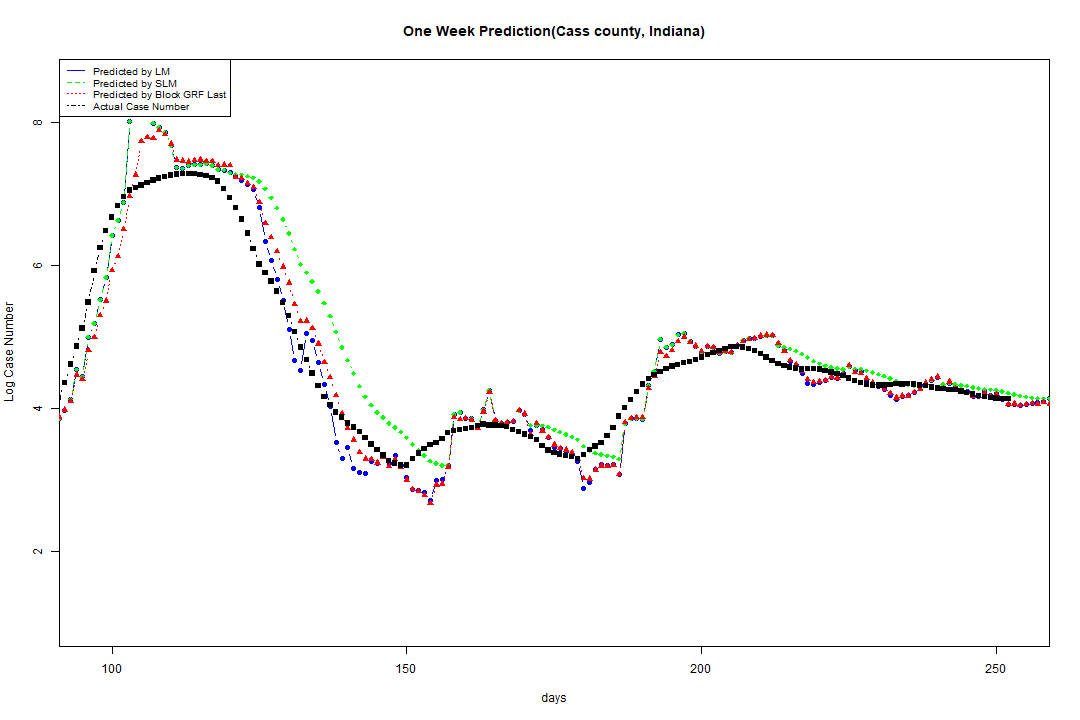 One Week Prediction(Cass county, Indiana)
Predicted by LM
Predicted by SLM
Predicted by Block GRF Last
Actual Case Number
8
6
4
2
Log Case Number
100 150 200 250
days